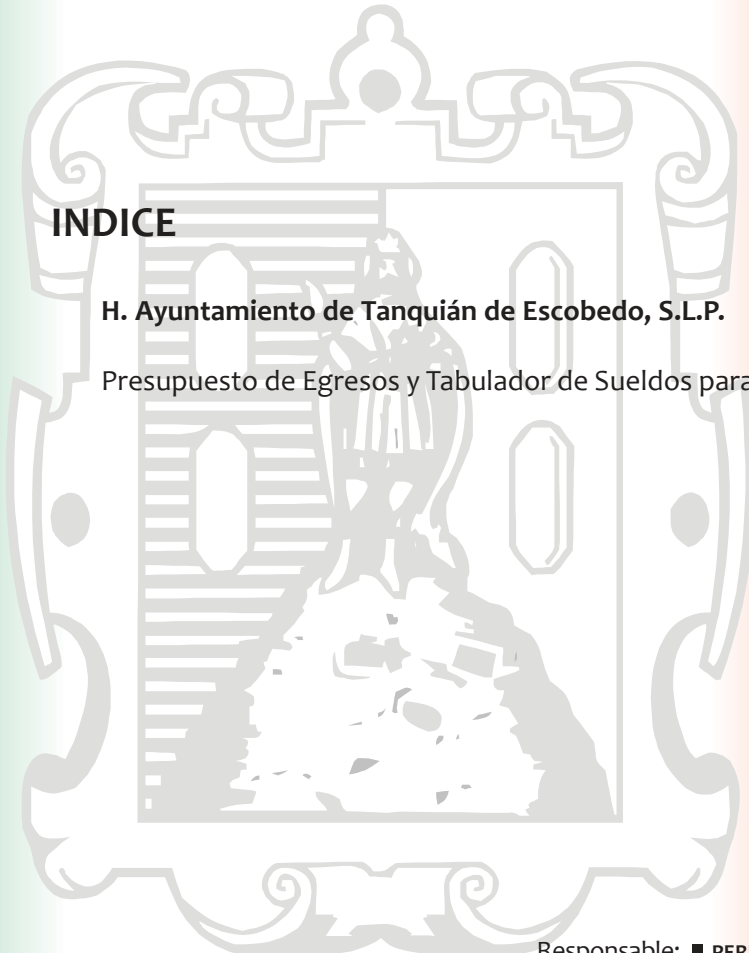 INDICE
H. Ayuntamiento de Tanquián de Escobedo, S.L.P.
Presupuesto de Egresos y Tabulador de Sueldos para
Responsable: